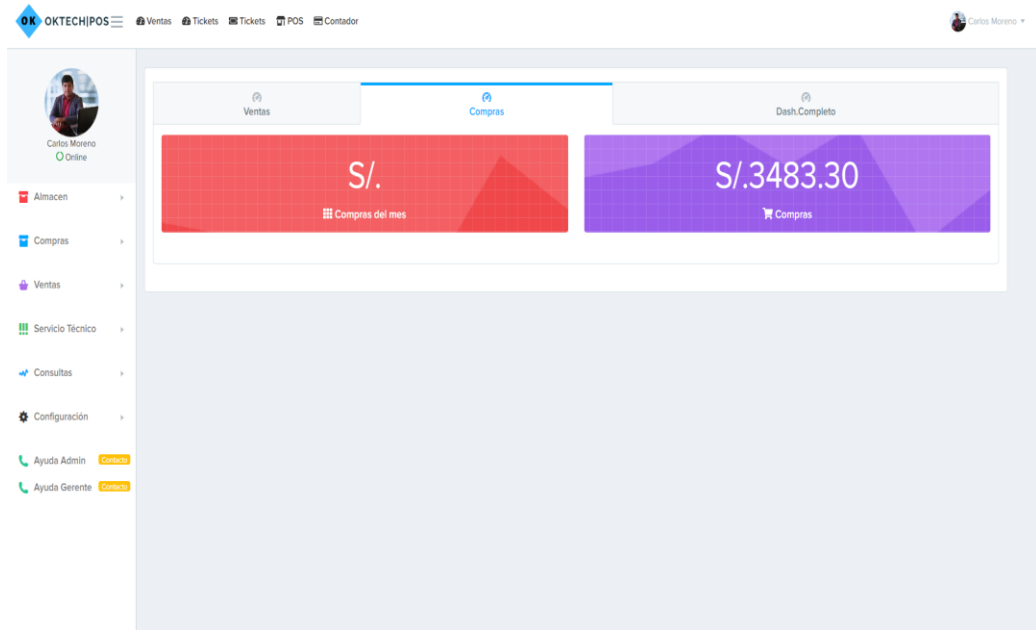 OK OKTECH|POS Ventas Tickets Tickets POS Contador Carlos Moreno
Carlos Moreno
Online
Almacen
Compras
Ventas
Servicio Técnico
Consultas
Configuración
Ayuda Admin Contacto
Ayuda Gerente Contacto
Ventas
Compras
Dash.Completo
S/.
Compras del mes
S/.3483.30
Compras